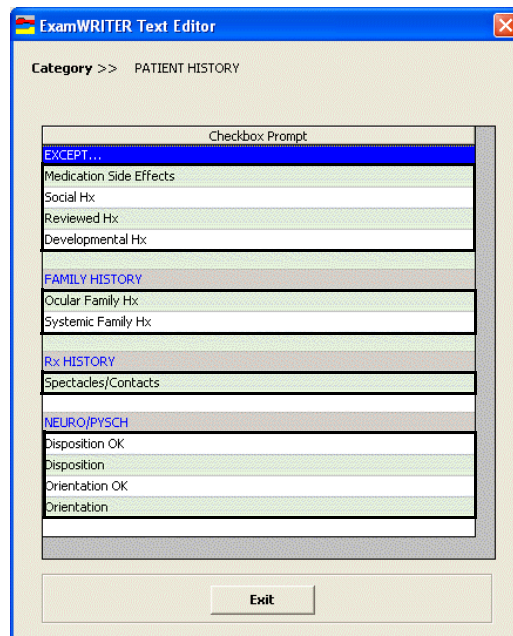 ExamWRITER Text Editor
Category >> PATIENT HISTORY
Checkbox Prompt
EXCEPT...
Medication Side Effects
Social Hx
Reviewed Hx
Developmental Hx
FAMILY HISTORY
Ocular Family Hx
Systemic Family Hx
Rx HISTORY
Spectacles/Contacts
NEURO/PYSCH
Disposition OK
Disposition
Orientation OK
Orientation
Exit